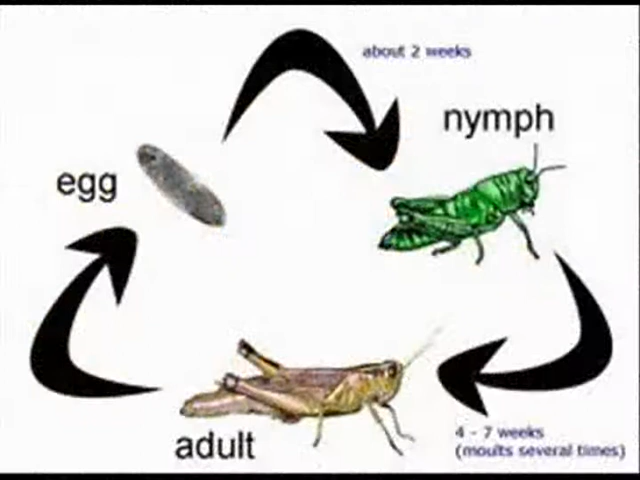 about 2 weeks
nymph
egg
adult
4 - 7 weeks
(moults several times)